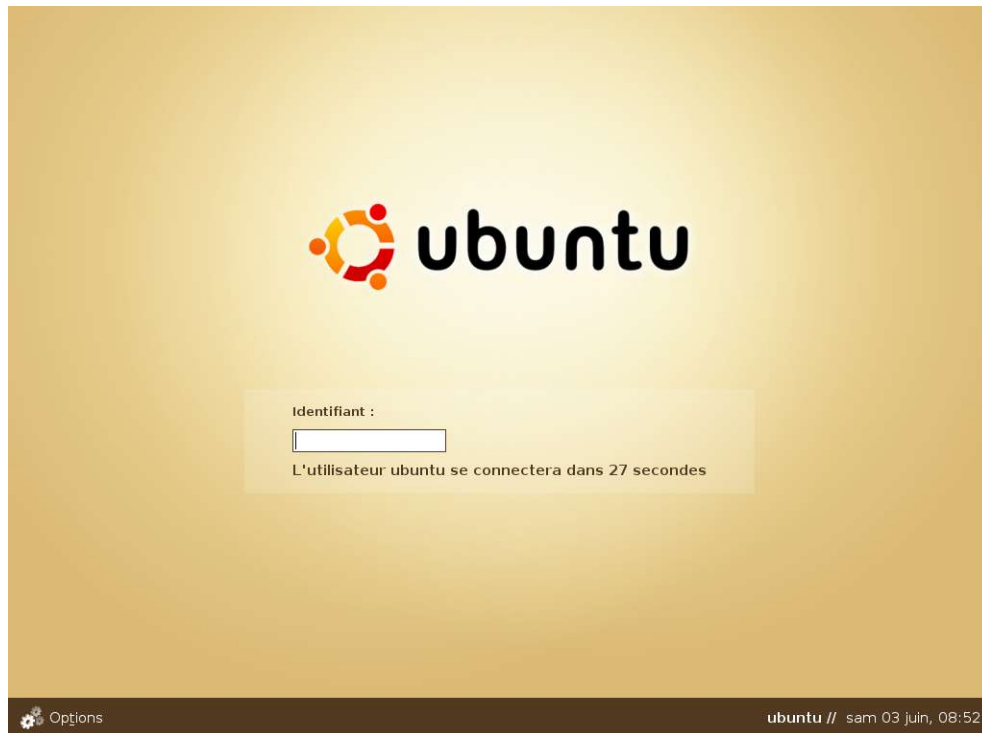 ubuntu
Identifiant :
L'utilisateur ubuntu se connectera dans 27 secondes
Options
ubuntu // sam 03 juin, 08:52